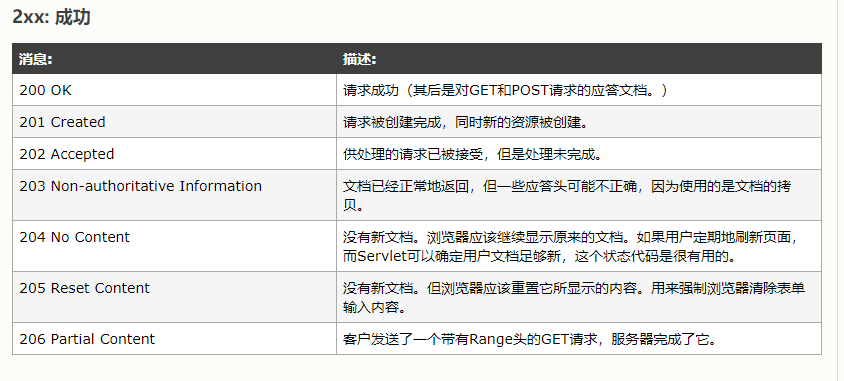 2xx: 成功
消息: 描述:
200 OK 请求成功（其后是对GET和POST请求的应答文档。）
201 Created 请求被创建完成，同时新的资源被创建。
202 Accepted 供处理的请求已被接受，但是处理未完成。
203 Non-authoritative Information 文档已经正常地返回，但一些应答头可能不正确，因为使用的是文档的拷
贝。
204 No Content 没有新文档。浏览器应该继续显示原来的文档。如果用户定期地刷新页面，
而Servlet可以确定用户文档足够新，这个状态代码是很有用的。
205 Reset Content 没有新文档。但浏览器应该重置它所显示的内容。用来强制浏览器清除表单
输入内容。
206 Partial Content 客户发送了一个带有Range头的GET请求，服务器完成了它。